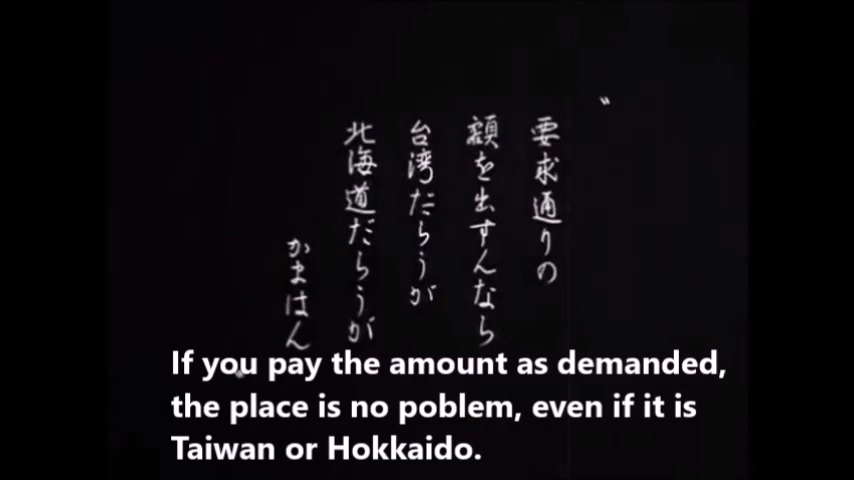 〝
要求通りの
額を出すんなら
台湾だらうが
北海道だらうが
かまはん
If you pay the amount as demanded,
the place is no poblem, even if it is
Taiwan or Hokkaido.